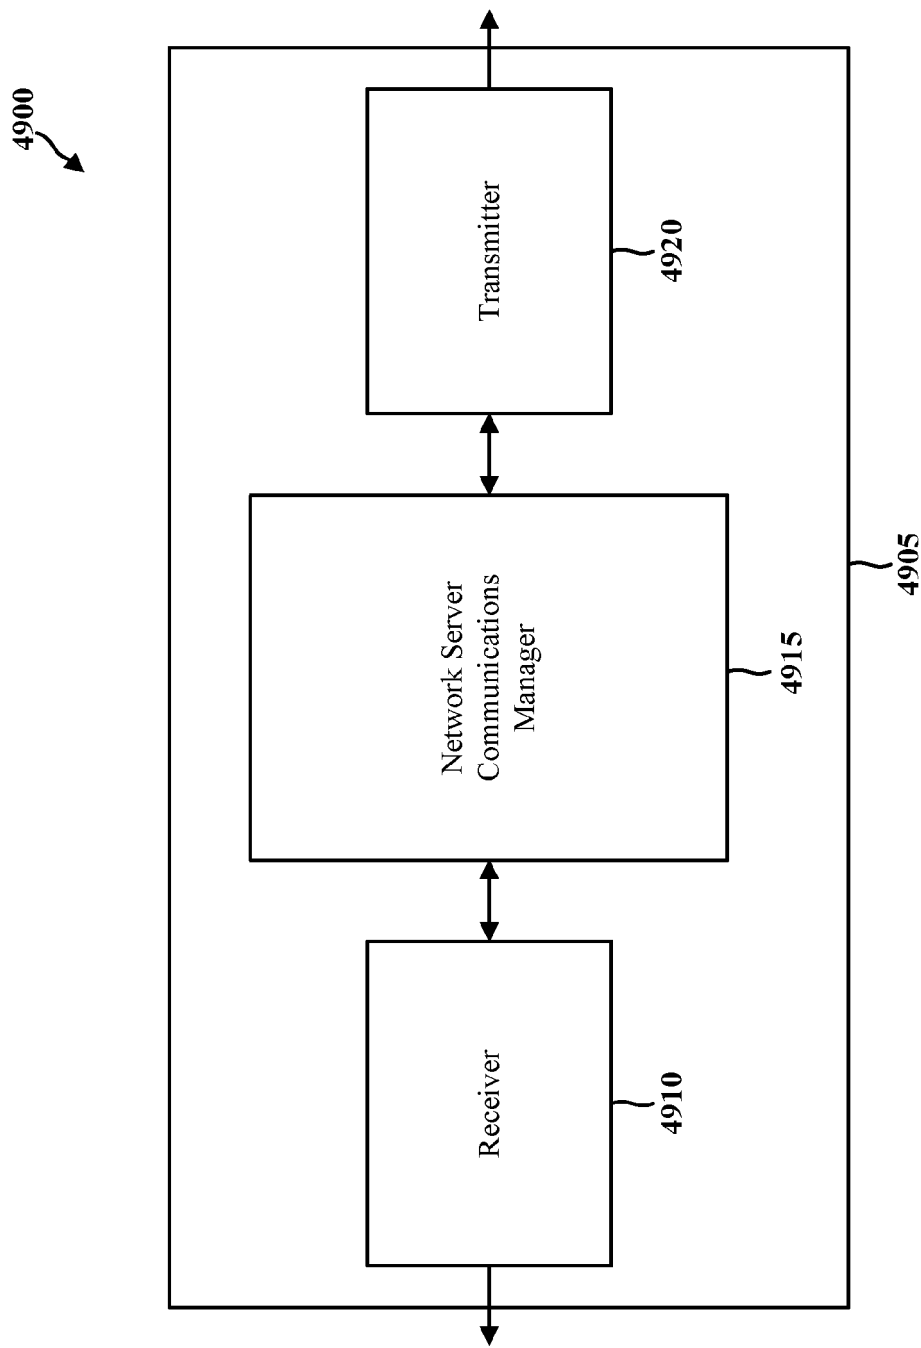 4900
Receiver
4910
Network Server
Communications
Manager
4915
Transmitter
4920
4905